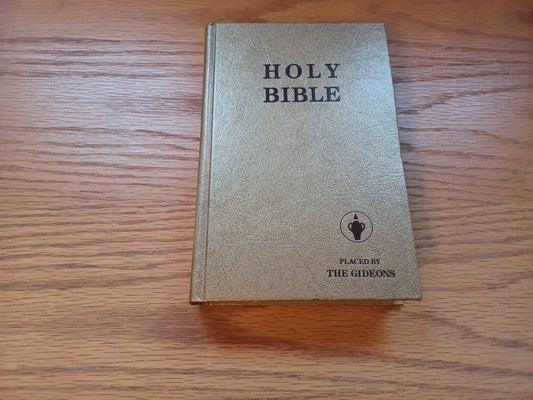 HOLY
BIBLE
PLACED BY
THE GIDEONS